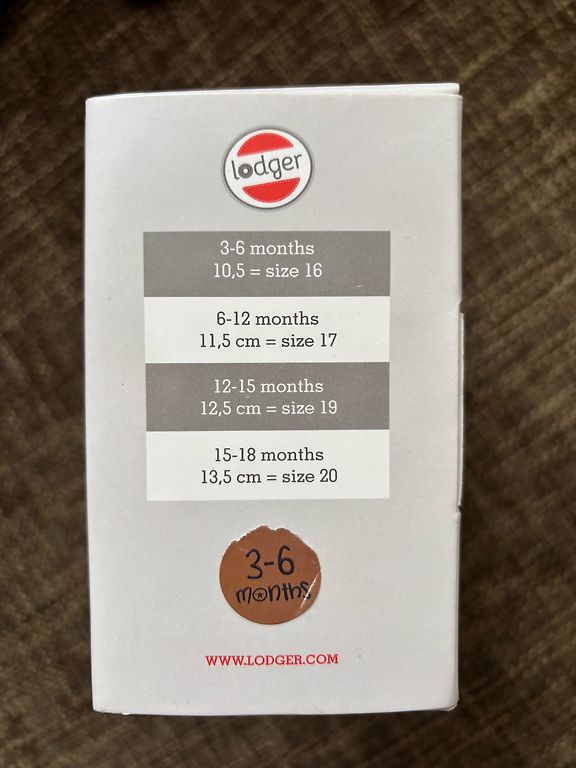 lodger
3-6 months
10,5 = size 16
6-12 months
11,5 cm = size 17
12-15 months
12,5 cm = size 19
15-18 months
13,5 cm = size 20
3-6
months
WWW.LODGER.COM